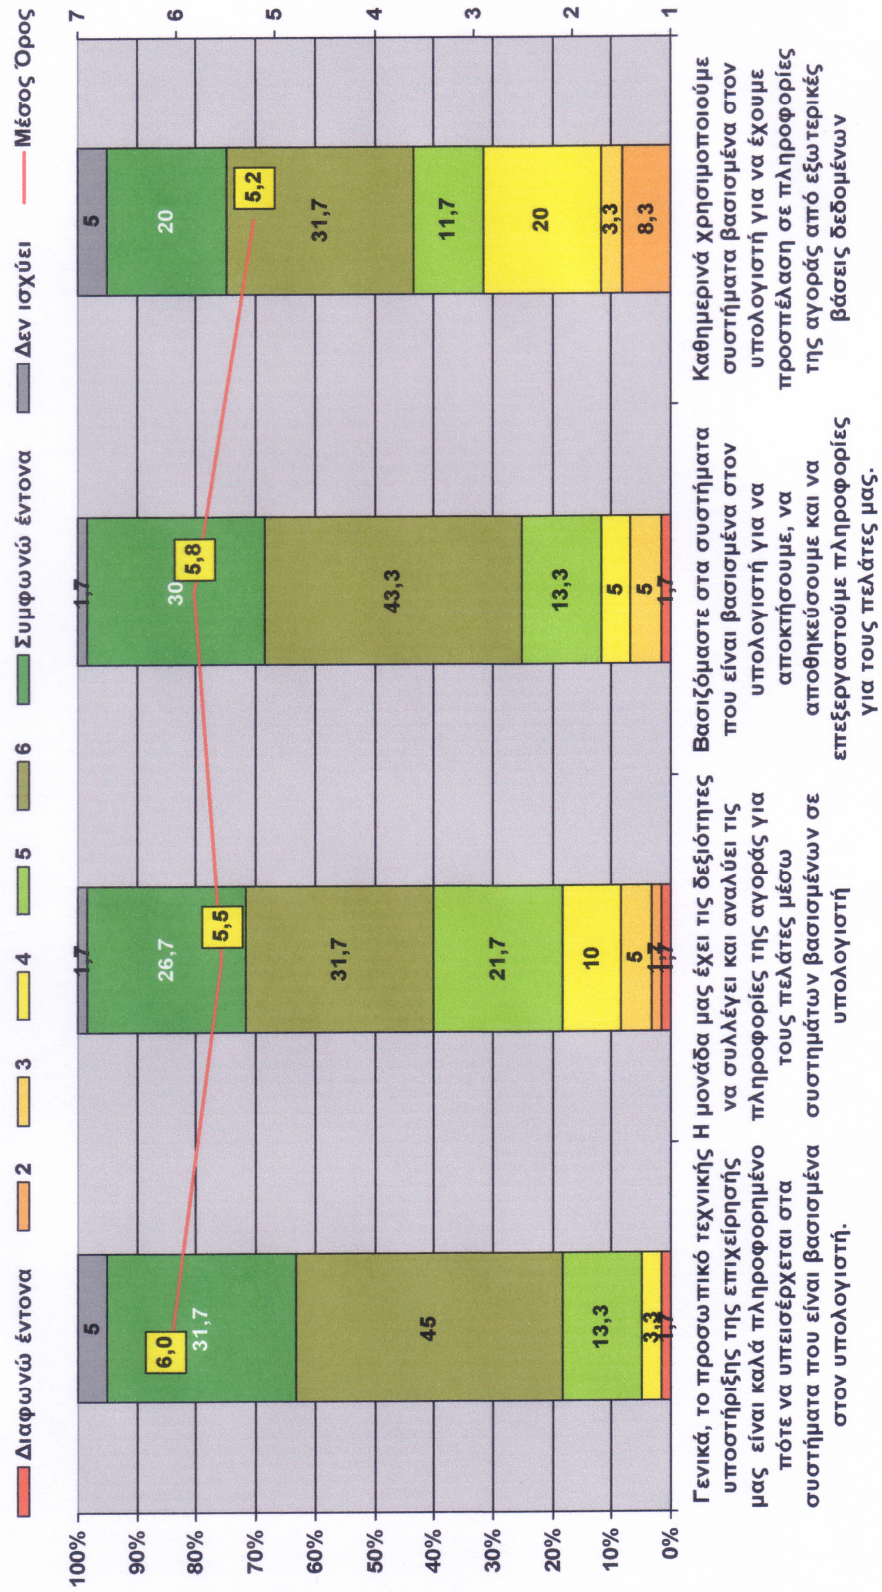 Διαφωνώ έντονα 2 3 4 5 6 Συμφωνώ έντονα Δεν ισχύει Μέσος Όρος
100%
90%
80%
70%
60%
50%
40%
30%
20%
10%
0%
7
6
5
4
3
2
1
5
31,7
6,0
45
13,3
3,3
1,7
1,7
26,7
5,5
31,7
21,7
10
5
1,7
1,7
1,7
30
5,8
43,3
13,3
5
5
1,7
5
20
5,2
31,7
11,7
20
3,3
8,3
Γενικά, το προσωπικό τεχνικής
υποστήριξης της επιχείρησής
μας είναι καλά πληροφορημένο
πότε να υπεισέρχεται στα
συστήματα που είναι βασισμένα
στον υπολογιστή.
Η μονάδα μας έχει τις δεξιότητες
να συλλέγει και αναλύει τις
πληροφορίες της αγοράς για
τους πελάτες μέσω
συστημάτων βασισμένων σε
υπολογιστή
Βασιζόμαστε στα συστήματα
που είναι βασισμένα στον
υπολογιστή για να
αποκτήσουμε, να
αποθηκεύσουμε και να
επεξεργαστούμε πληροφορίες
για τους πελάτες μας.
Καθημερινά χρησιμοποιούμε
συστήματα βασισμένα στον
υπολογιστή για να έχουμε
προσπέλαση σε πληροφορίες
της αγοράς από εξωτερικές
βάσεις δεδομένων